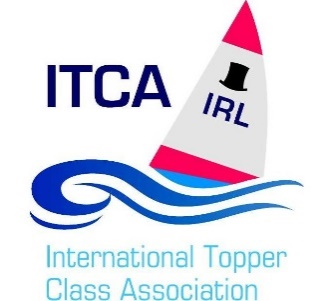 ITCA
IRL
International Topper
Class Association